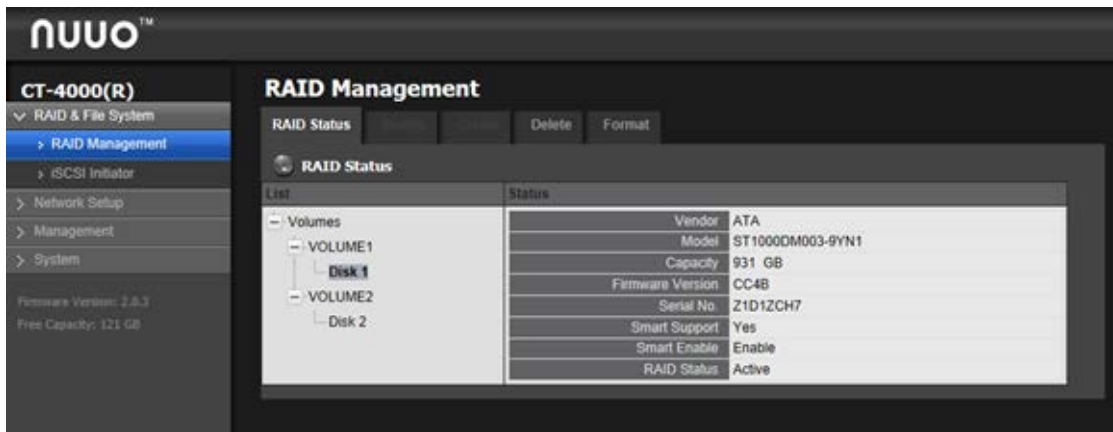 nuuo™
CT-4000(R)
RAID & File System
RAID Management
iSCSI Initiator
Network Setup
Management
System
Firmware Version: 2.0.3
Free Capacity: 121 GB
RAID Management
RAID Status Delete Format
RAID Status
List Status
Volumes
VOLUME1
Disk 1
VOLUME2
Disk 2
Vendor ATA
Model ST1000DM003-9YN1
Capacity 931 GB
Firmware Version CC4B
Serial No. Z1D1ZCH7
Smart Support Yes
Smart Enable Enable
RAID Status Active